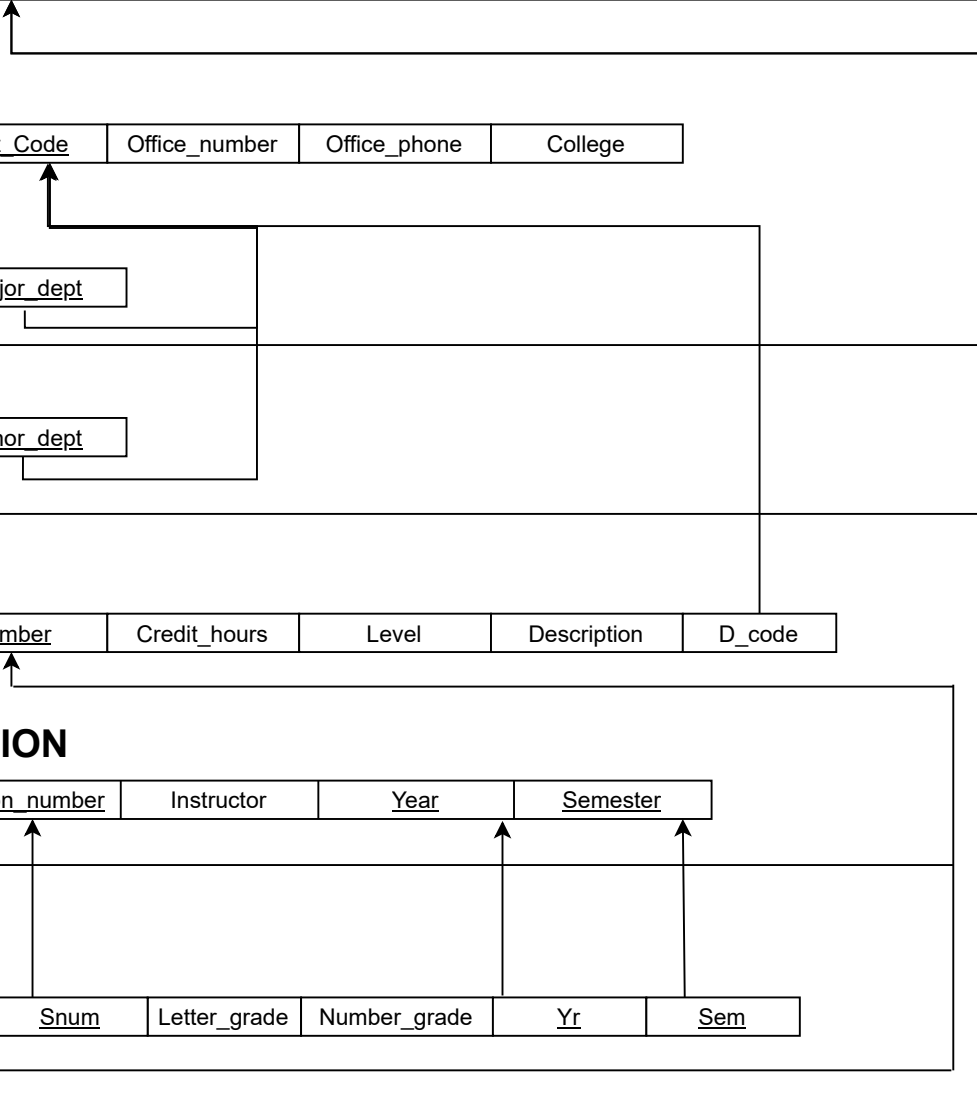 _Code Office_number Office_phone College
jor_dept
nor_dept
mber Credit_hours Level Description D_code
ION
n_number Instructor Year Semester
Snum Letter_grade Number_grade Yr Sem